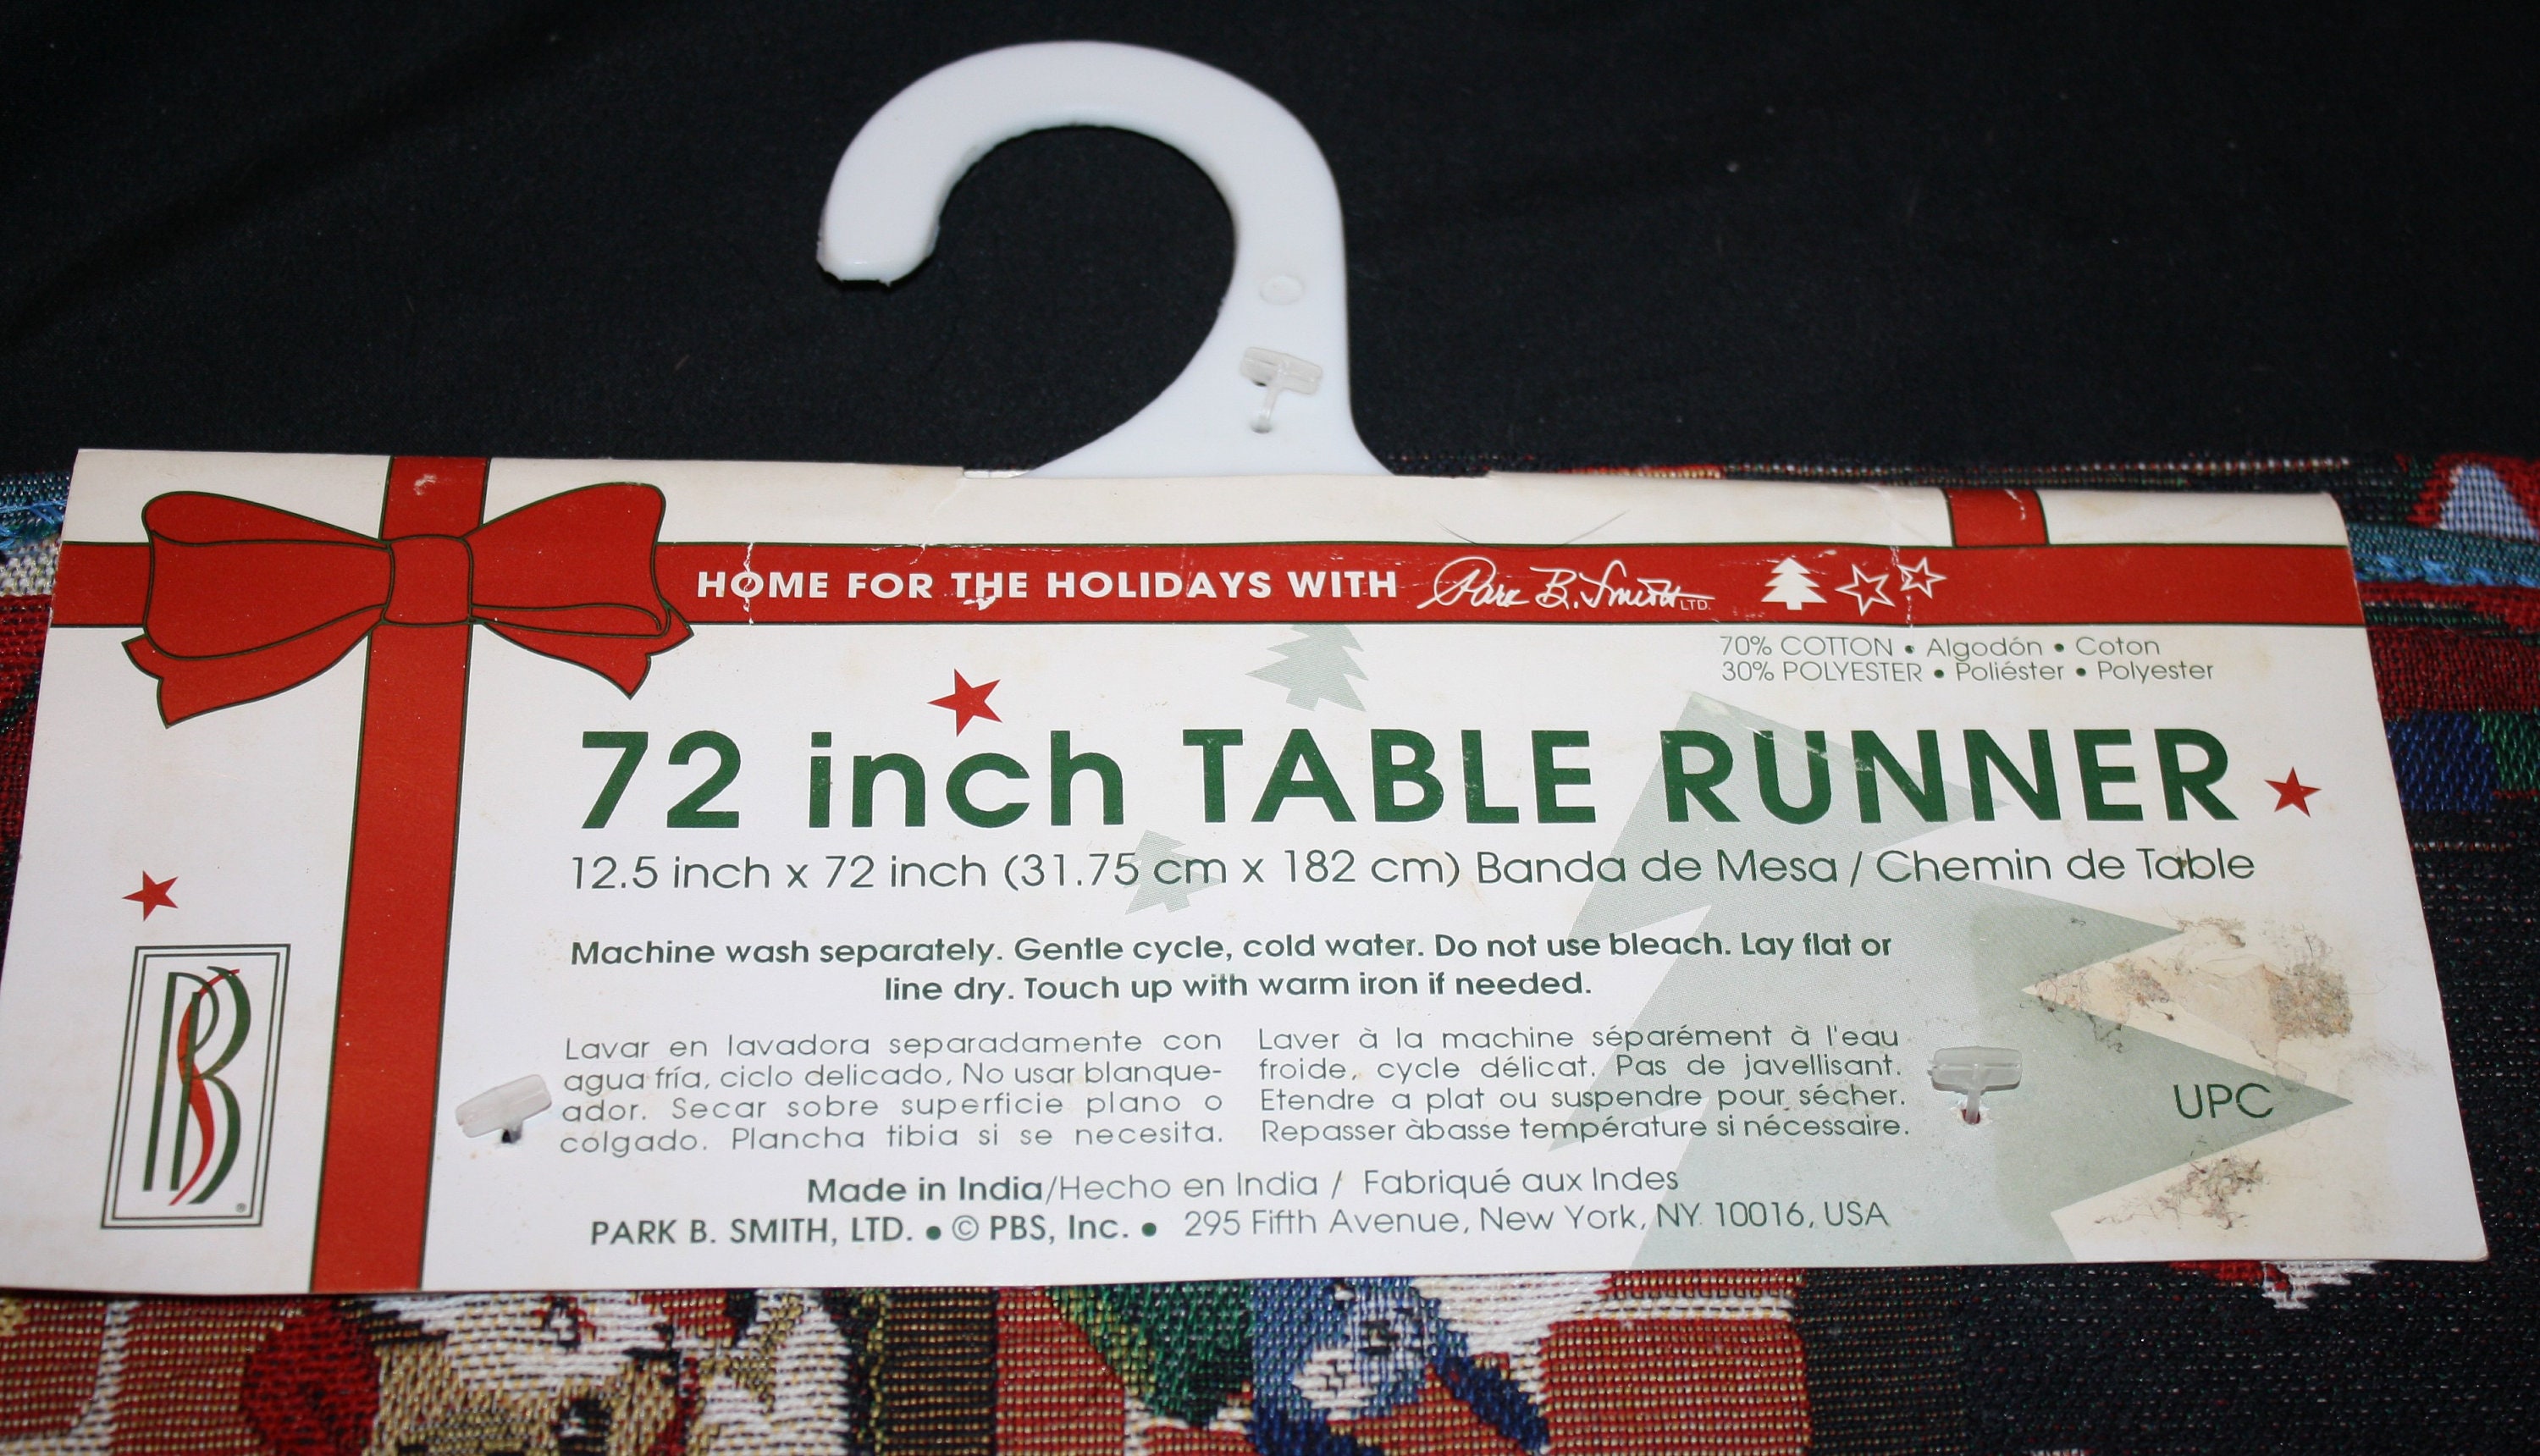 HOME FOR THE HOLIDAYS WITH Park B. Smith LTD.
70% COTTON • Algodón • Coton
30% POLYESTER • Poliéster • Polyester
72 inch TABLE RUNNER
12.5 inch x 72 inch (31.75 cm x 182 cm) Banda de Mesa / Chemin de Table
Machine wash separately. Gentle cycle, cold water. Do not use bleach. Lay flat or
line dry. Touch up with warm iron if needed.
Lavar en lavadora separadamente con
agua fría, ciclo delicado, No usar blanque-
ador. Secar sobre superficie plano o
colgado. Plancha tibia si se necesita.
Laver à la machine séparément à l'eau
froide, cycle délicat. Pas de javellisant.
Etendre a plat ou suspendre pour sécher.
Repasser àbasse température si nécessaire.
UPC
Made in India/Hecho en India / Fabriqué aux Indes
PARK B. SMITH, LTD. • © PBS, Inc. • 295 Fifth Avenue, New York, NY 10016, USA
PBS®